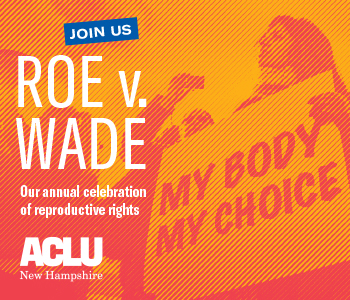 JOIN US
ROE v.
WADE
Our annual celebration
of reproductive rights
MY BODY
MY CHOICE
ACLU
New Hampshire